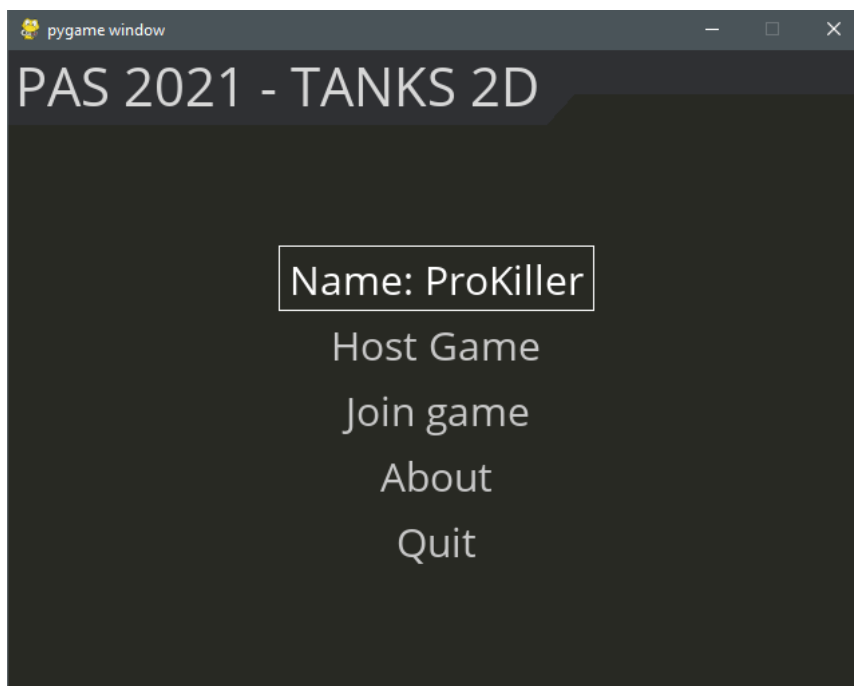 pygame window
PAS 2021 - TANKS 2D
Name: ProKiller
Host Game
Join game
About
Quit